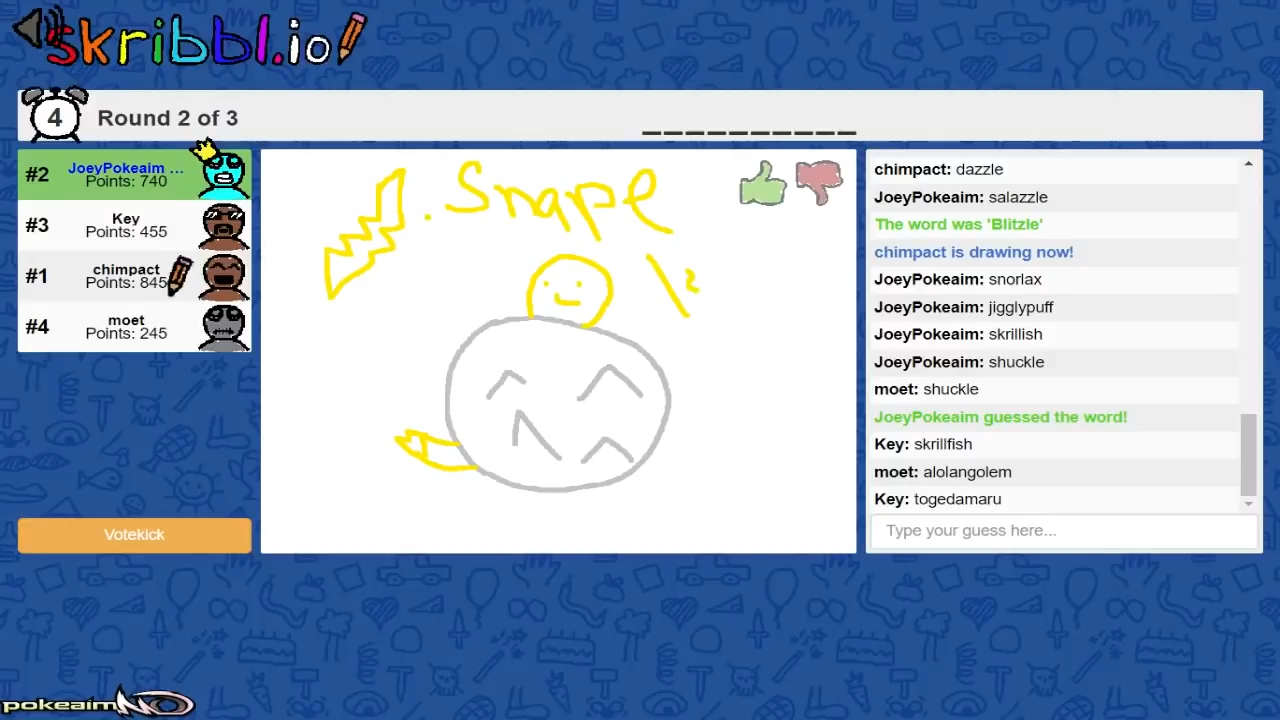 skribbl.io
4
Round 2 of 3
__________
#2
JoeyPokeaim ...
Points: 740
#3
Key
Points: 455
#1
chimpact
Points: 845
#4
moet
Points: 245
Votekick
. Snape
chimpact: dazzle
JoeyPokeaim: salazzle
The word was 'Blitzle'
chimpact is drawing now!
JoeyPokeaim: snorlax
JoeyPokeaim: jigglypuff
JoeyPokeaim: skrillish
JoeyPokeaim: shuckle
moet: shuckle
JoeyPokeaim guessed the word!
Key: skrillfish
moet: alolangolem
Key: togedamaru
Type your guess here...
pokeaim